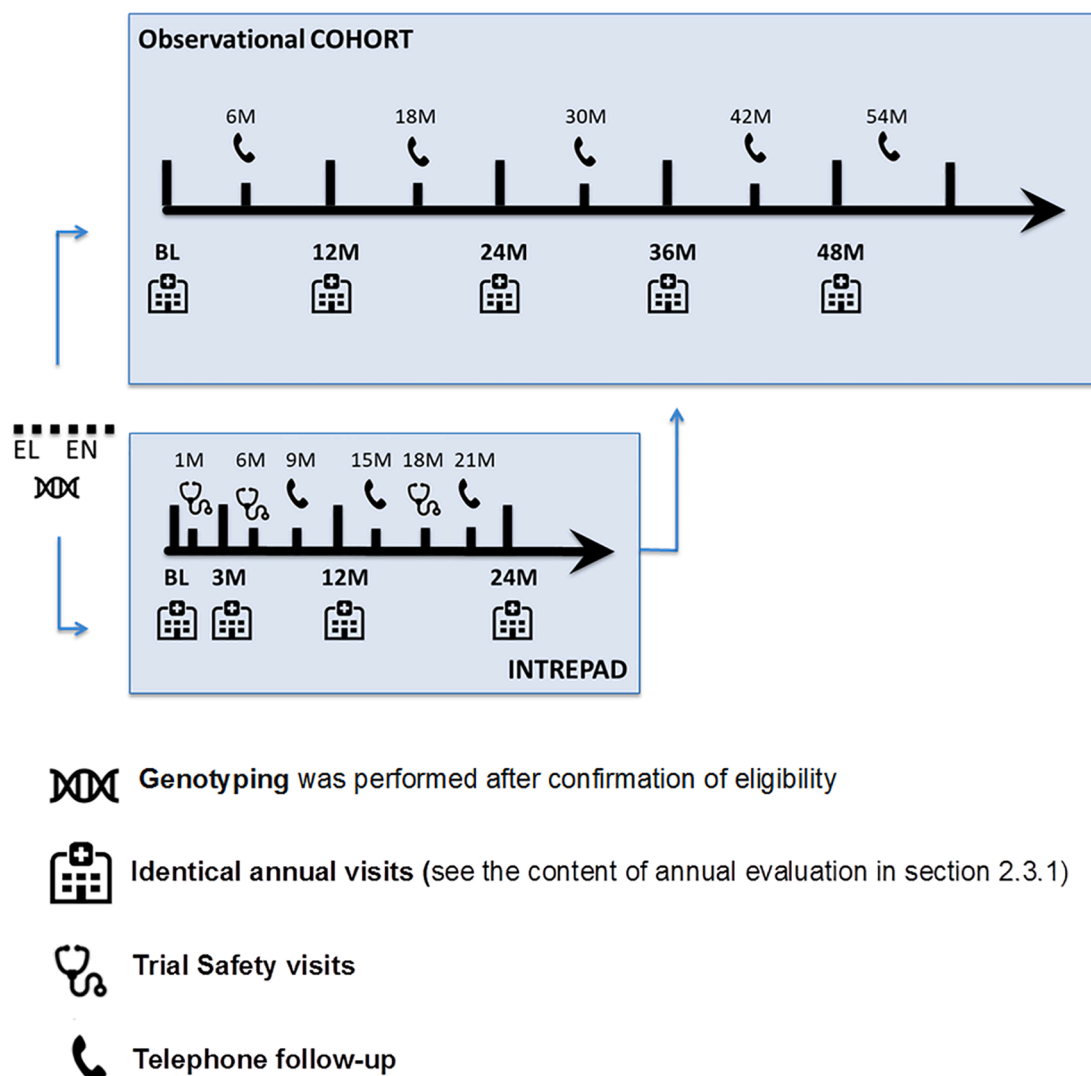 Observational COHORT
6M 18M 30M 42M 54M
BL 12M 24M 36M 48M
EL EN
1M 6M 9M 15M 18M 21M
BL 3M 12M 24M
INTREPAD
Genotyping was performed after confirmation of eligibility
Identical annual visits (see the content of annual evaluation in section 2.3.1)
Trial Safety visits
Telephone follow-up